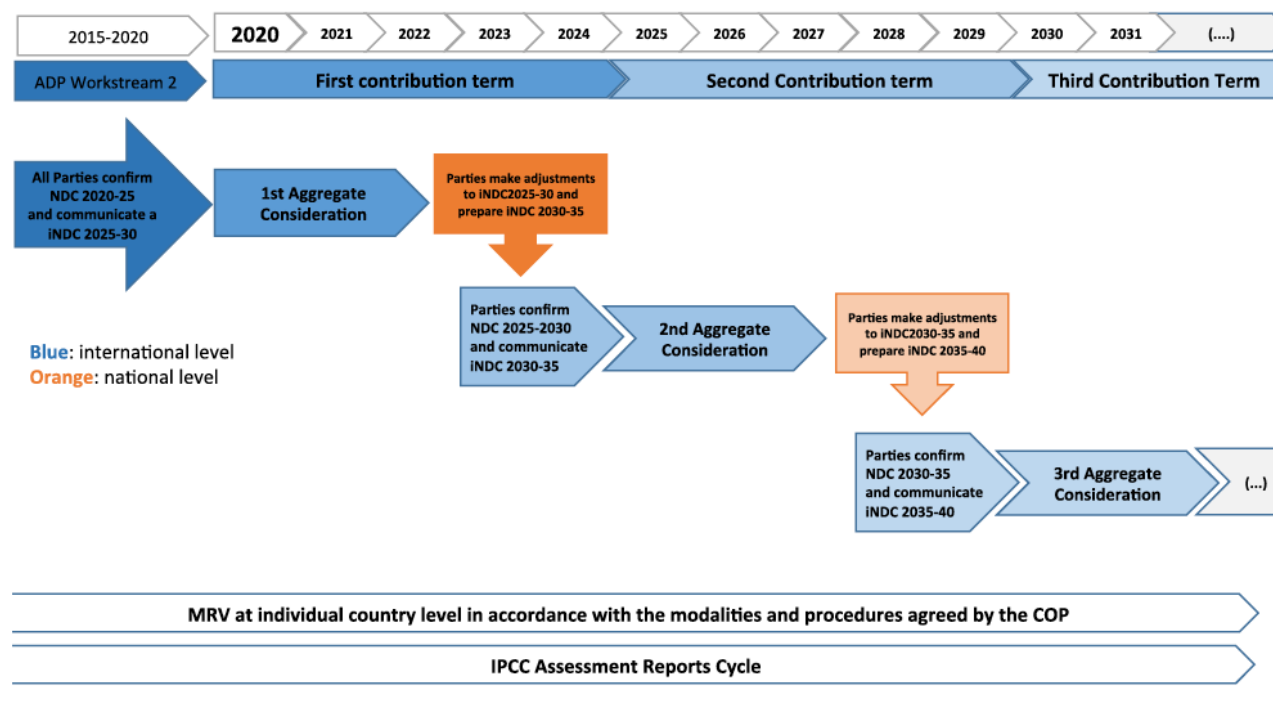 2015-2020
2020
2021
2022
2023
2024
2025
2026
2027
2028
2029
2030
2031
(....)
ADP Workstream 2
First contribution term
Second Contribution term
Third Contribution Term
All Parties confirm
NDC 2020-25
and communicate a
iNDC 2025-30
1st Aggregate
Consideration
Parties make adjustments
to iNDC2025-30 and
prepare iNDC 2030-35
Parties confirm
NDC 2025-2030
and communicate
iNDC 2030-35
2nd Aggregate
Consideration
Parties make adjustments
to iNDC2030-35 and
prepare iNDC 2035-40
Blue: international level
Orange: national level
Parties confirm
NDC 2030-35
and communicate
iNDC 2035-40
3rd Aggregate
Consideration
(...)
MRV at individual country level in accordance with the modalities and procedures agreed by the COP
IPCC Assessment Reports Cycle